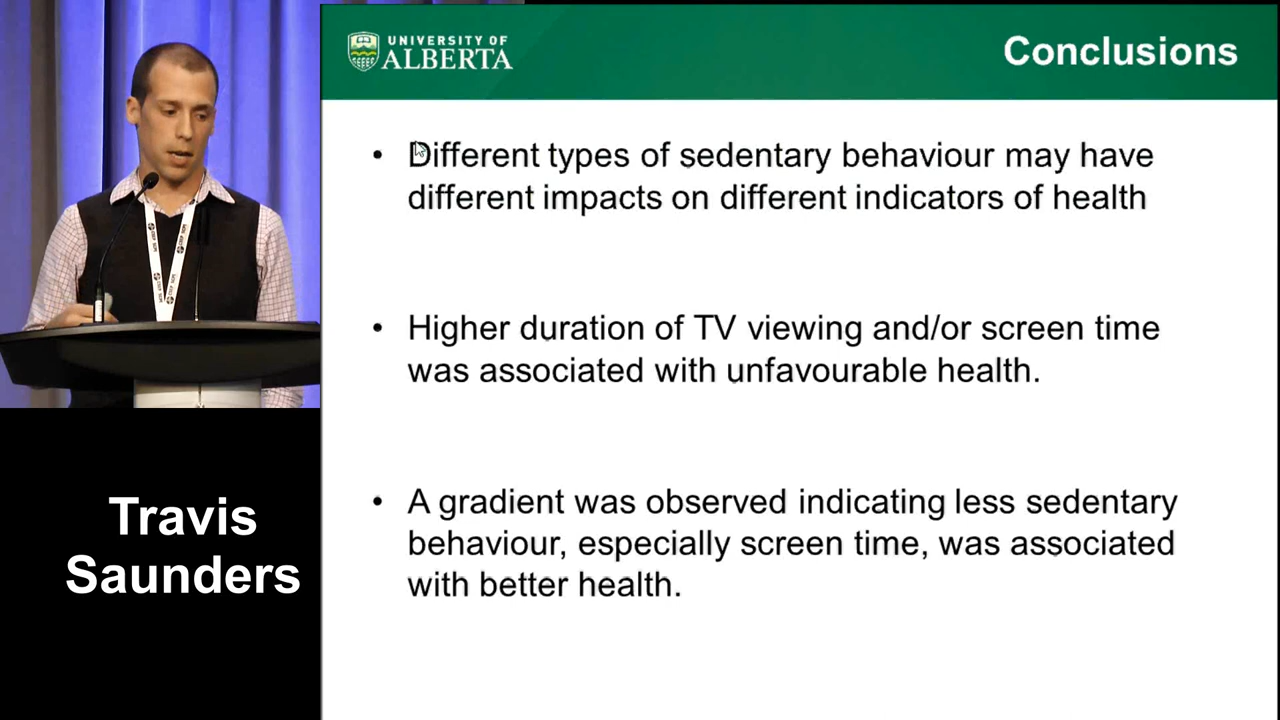 UNIVERSITY OF
ALBERTA
Conclusions
• Different types of sedentary behaviour may have
different impacts on different indicators of health
• Higher duration of TV viewing and/or screen time
was associated with unfavourable health.
• A gradient was observed indicating less sedentary
behaviour, especially screen time, was associated
with better health.
Travis
Saunders